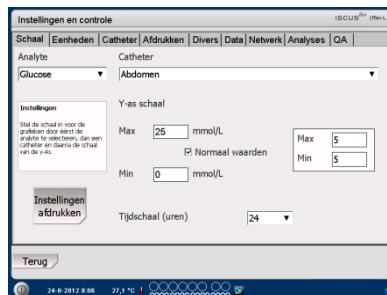 Instellingen en controle
ISCUSflex (Rev L
Schaal Eenheden Catheter Afdrukken Divers Data Netwerk Analyses QA
Analyte Catheter
Glucose Abdomen
Instellingen
Stel de schaal in voor de
grafieken door éérst de
analyte te selecteren, dan een
catheter en daarna de schaal
van de y-As.
Instellingen
afdrukken
Y-as schaal
Max 25 mmol/L
Normaal waarden
Min 0 mmol/L
Max 5
Min 5
Tijdschaal (uren) 24
Terug
24-8-2012 8:06 27,1 °C